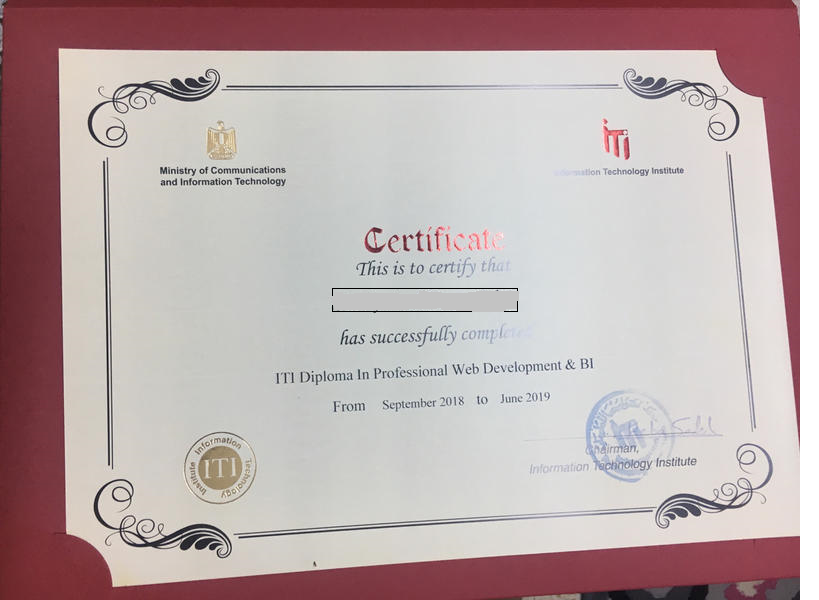 Ministry of Communications
and Information Technology
iTi
Information Technology Institute
Certificate
This is to certify that
has successfully completed
ITI Diploma In Professional Web Development & BI
From September 2018 to June 2019
Information Technology Institute
ITI
Chairman,
Information Technology Institute